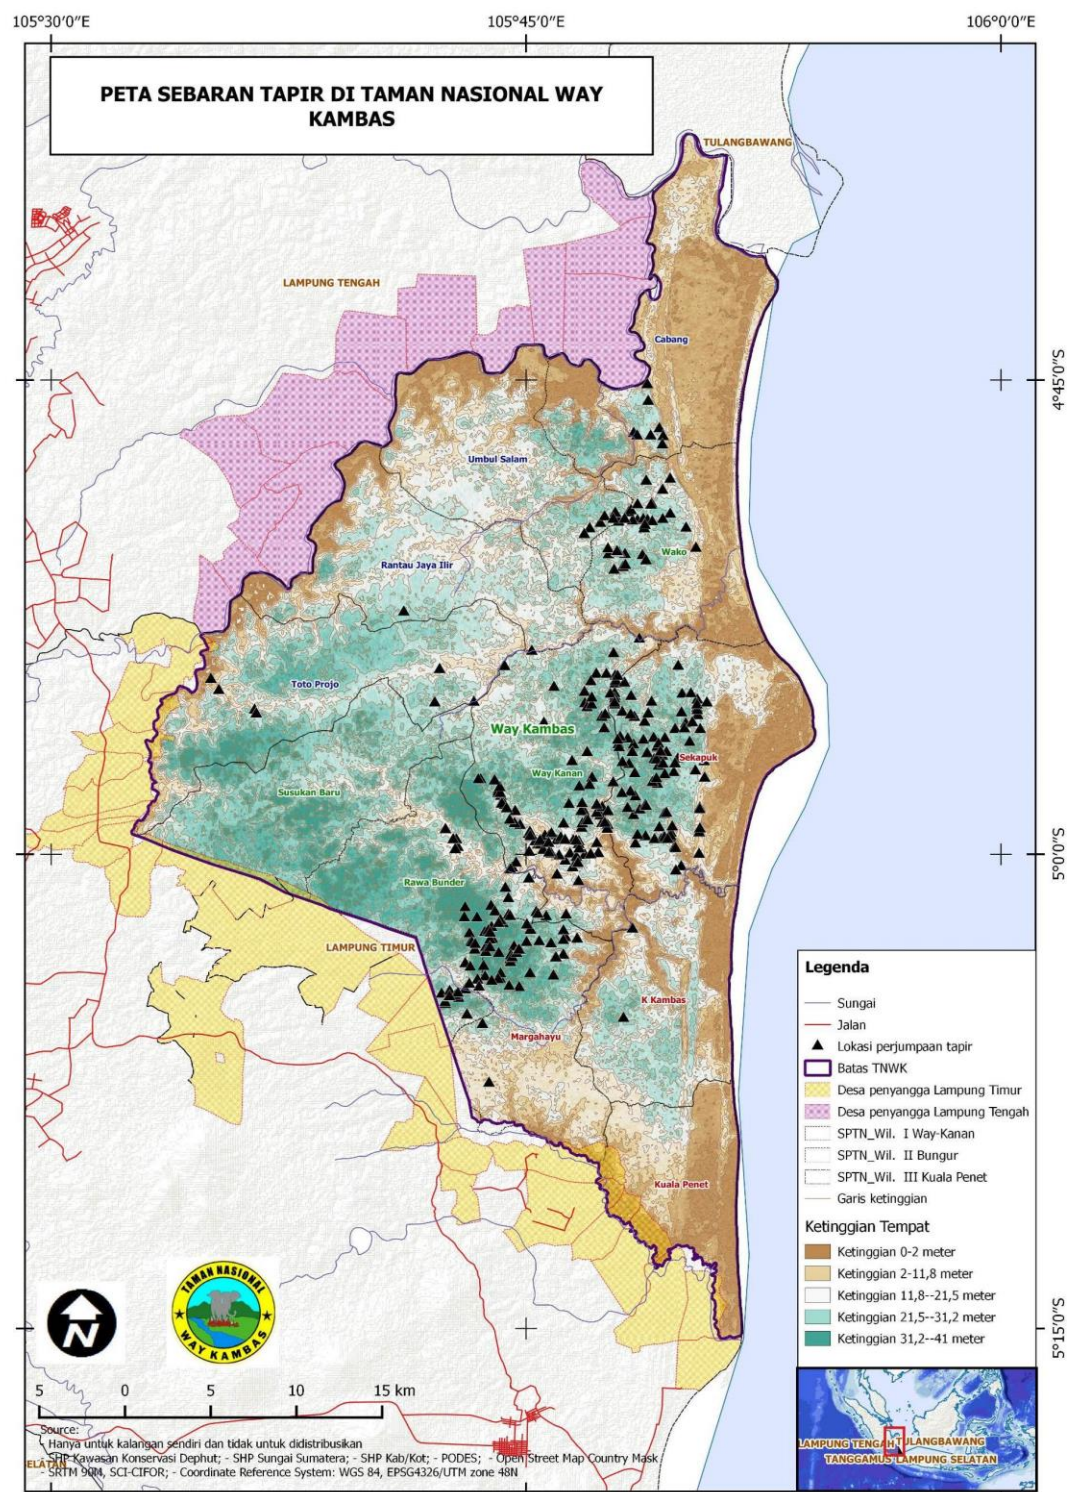 105°30′0″E
105°45′0″E
106°0′0″E
PETA SEBARAN TAPIR DI TAMAN NASIONAL WAY
KAMBAS
TULANGBAWANG
LAMPUNG TENGAH
Cabang
4°45′0″S
Umbul Salam
Wako
Rantau Jaya Ilir
Toto Projo
Way Kambas
Sekapuk
Way Kanan
Susukan Baru
5°0′0″S
Rawa Bunder
LAMPUNG TIMUR
K Kambas
Margahayu
Kuala Penet
Legenda
Sungai
Jalan
Lokasi perjumpaan tapir
Batas TNWK
Desa penyangga Lampung Timur
Desa penyangga Lampung Tengah
SPTN_Wil. I Way-Kanan
SPTN_Wil. II Bungur
SPTN_Wil. III Kuala Penet
Garis ketinggian
Ketinggian Tempat
Ketinggian 0-2 meter
Ketinggian 2-11,8 meter
Ketinggian 11,8--21,5 meter
Ketinggian 21,5--31,2 meter
Ketinggian 31,2--41 meter
5°15′0″S
N
TAMAN NASIONAL
WAY KAMBAS
5 0 5 10 15 km
Source:
Hanya untuk kalangan sendiri dan tidak untuk didistribusikan
- SHP Kawasan Konservasi Dephut; - SHP Sungai Sumatera; - SHP Kab/Kot; - PODES; - Open Street Map Country Mask
- SRTM 90M, SCI-CIFOR; - Coordinate Reference System: WGS 84, EPSG4326/UTM zone 48N
SELATAN
LAMPUNG TENGAH
TULANGBAWANG
TANGGAMUS
LAMPUNG SELATAN